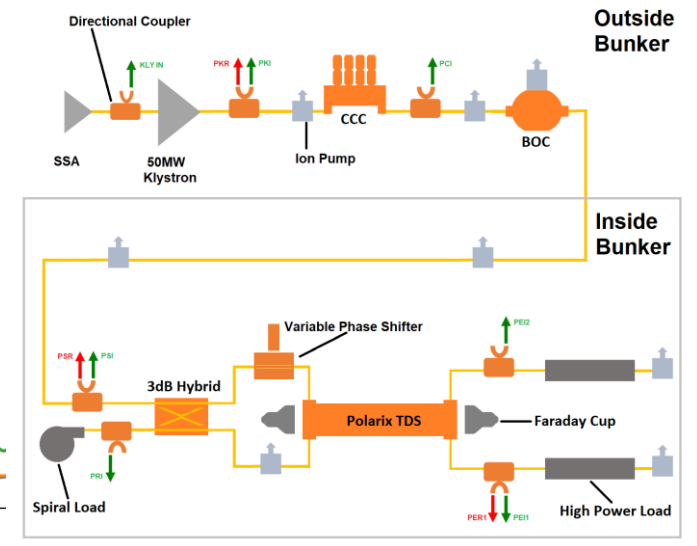 Outside
Bunker
Directional Coupler
KLY IN
PKR
PKI
PCI
CCC
BOC
SSA
50MW
Klystron
Ion Pump
Inside
Bunker
Variable Phase Shifter
PEI2
PSR
PSI
3dB Hybrid
Polarix TDS
Faraday Cup
PRI
Spiral Load
PER1
PEI1
High Power Load